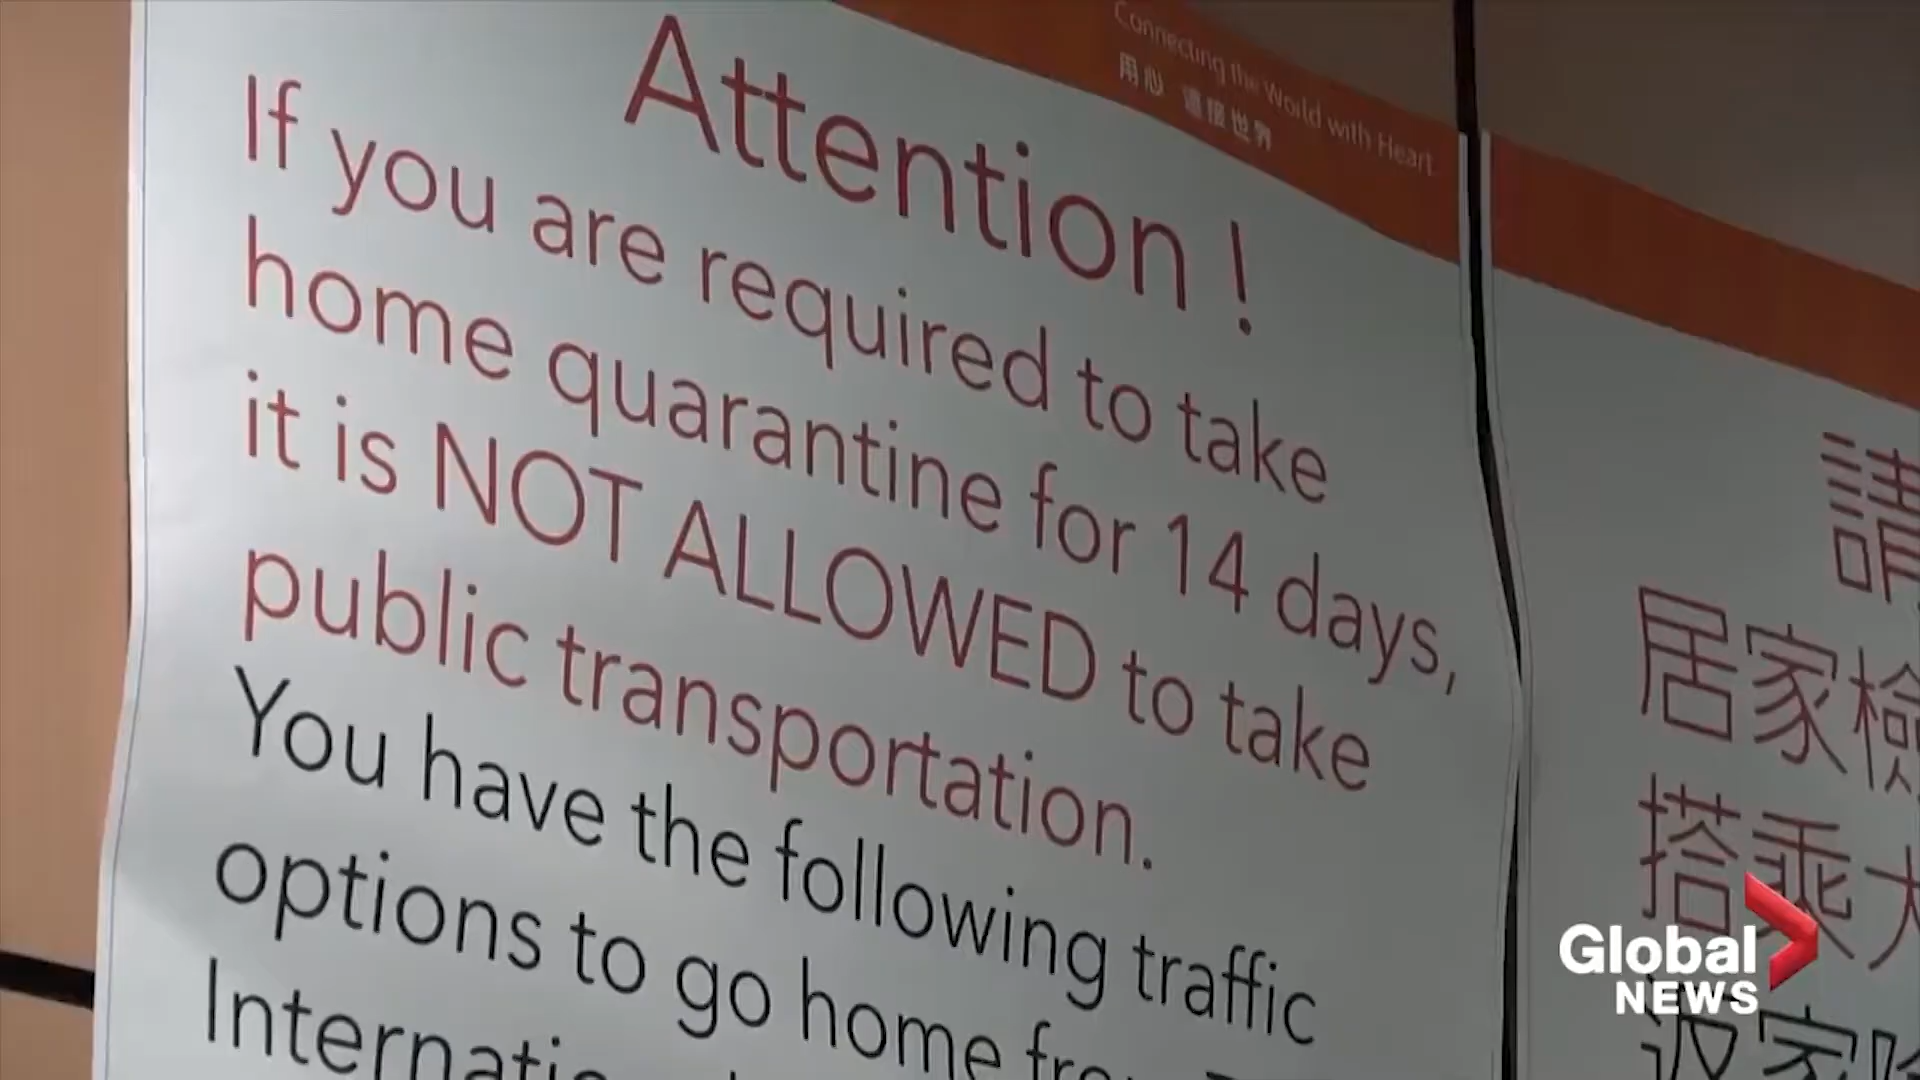 Connecting the World with Heart
用心 連接世界
Attention !
If you are required to take
home quarantine for 14 days,
it is NOT ALLOWED to take
public transportation.
You have the following traffic
options to go home
請
居家檢
搭乘大
返家
Global
NEWS